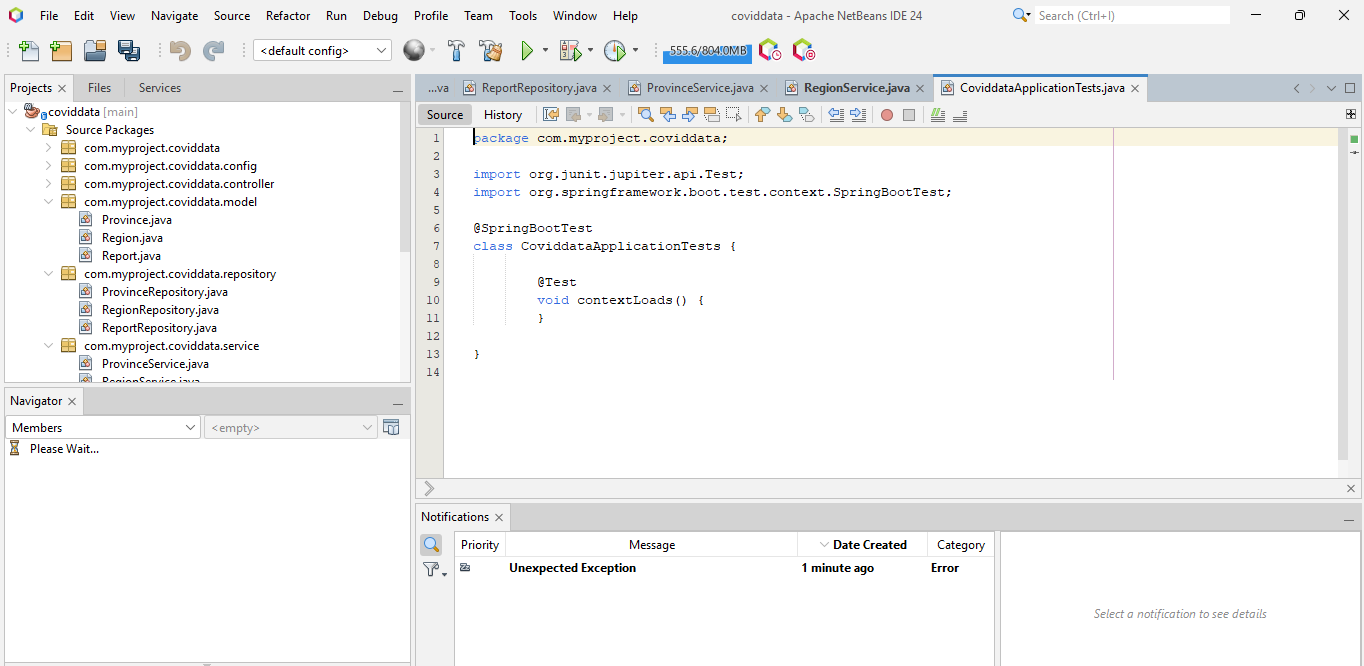 File Edit View Navigate Source Refactor Run Debug Profile Team Tools Window Help
coviddata - Apache NetBeans IDE 24
Search (Ctrl+I)
<default config>
555.6/804.0MB
Projects Files Services
coviddata [main]
Source Packages
com.myproject.coviddata
com.myproject.coviddata.config
com.myproject.coviddata.controller
com.myproject.coviddata.model
Province.java
Region.java
Report.java
com.myproject.coviddata.repository
ProvinceRepository.java
RegionRepository.java
ReportRepository.java
com.myproject.coviddata.service
ProvinceService.java
RegionService.java
Navigator
Members <empty>
Please Wait...
...va ReportRepository.java ProvinceService.java RegionService.java CoviddataApplicationTests.java
Source History
1 package com.myproject.coviddata;
2
3 import org.junit.jupiter.api.Test;
4 import org.springframework.boot.test.context.SpringBootTest;
5
6 @SpringBootTest
7 class CoviddataApplicationTests {
8
9 @Test
10 void contextLoads() {
11 }
12
13 }
14
Notifications
Priority Message Date Created Category
Unexpected Exception 1 minute ago Error
Select a notification to see details